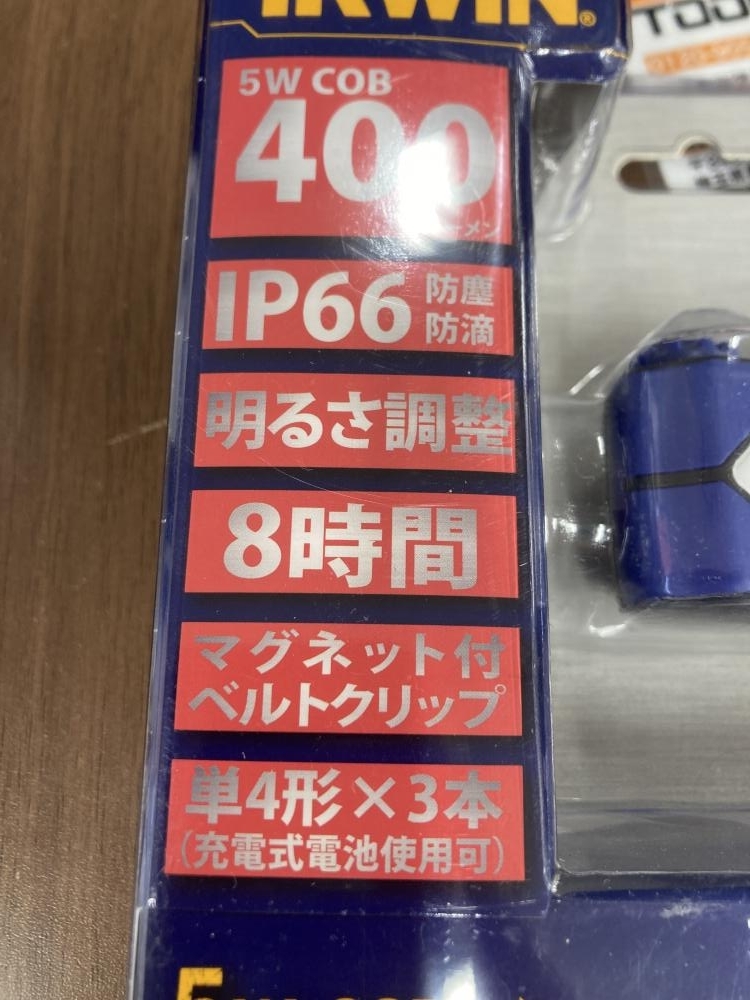 IRWIN®
5W COB
400
IP66 防塵
防滴
明るさ調整
8時間
マグネット付
ベルトクリップ
単4形×3本
(充電式電池使用可)